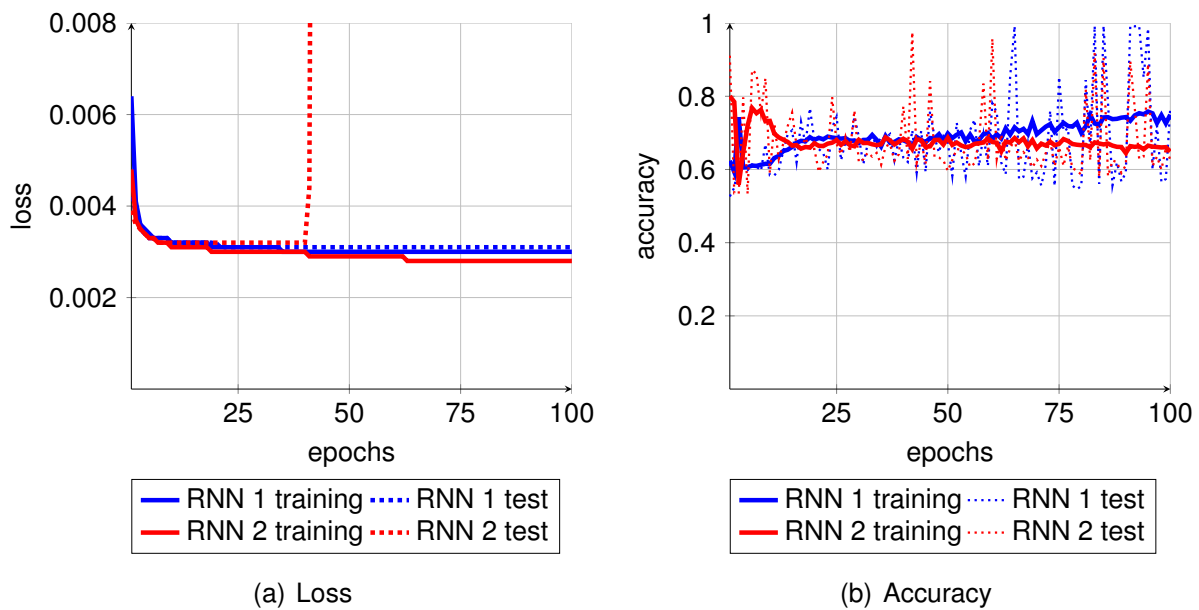 0.008
0.006
0.004
0.002
loss
25 50 75 100
epochs
RNN 1 training RNN 1 test
RNN 2 training RNN 2 test
(a) Loss
1
0.8
0.6
0.4
0.2
accuracy
25 50 75 100
epochs
RNN 1 training RNN 1 test
RNN 2 training RNN 2 test
(b) Accuracy